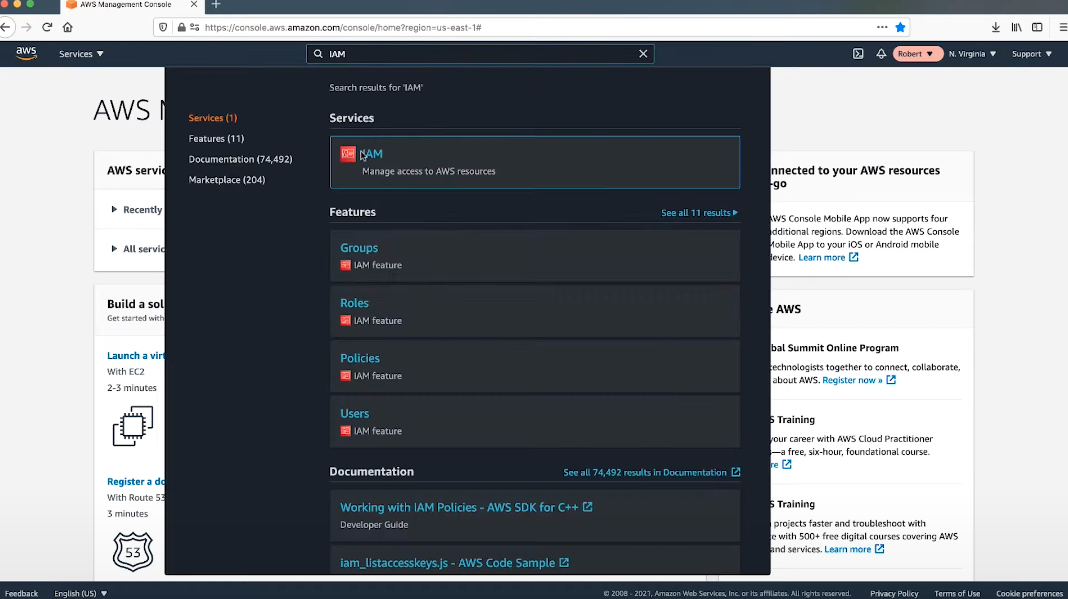 AWS Management Console
https://console.aws.amazon.com/console/home?region=us-east-1#
aws
Services
IAM
Robert
N. Virginia
Support
AWS M
Search results for 'IAM'
Services (1)
Features (11)
Documentation (74,492)
Marketplace (204)
Services
IAM
Manage access to AWS resources
Features
See all 11 results
Groups
IAM feature
Roles
IAM feature
Policies
IAM feature
Users
IAM feature
Documentation
See all 74,492 results in Documentation
Working with IAM Policies - AWS SDK for C++
Developer Guide
iam_listaccesskeys.js - AWS Code Sample
AWS servic
Recently
All servic
Build a sol
Get started with
Launch a virt
With EC2
2-3 minutes
Register a do
With Route 53
3 minutes
53
nnected to your AWS resources
-go
AWS Console Mobile App now supports four
additional regions. Download the AWS Console
Mobile App to your iOS or Android mobile
device. Learn more
e AWS
bal Summit Online Program
technologists together to connect, collaborate,
about AWS. Register now »
S Training
your career with AWS Cloud Practitioner
—a free, six-hour, foundational course.
re
S Training
projects faster and troubleshoot with
ce with 500+ free digital courses covering AWS
and services. Learn more
Feedback
English (US)
© 2008 - 2021, Amazon Web Services, Inc. or its affiliates. All rights reserved.
Privacy Policy
Terms of Use
Cookie preferences